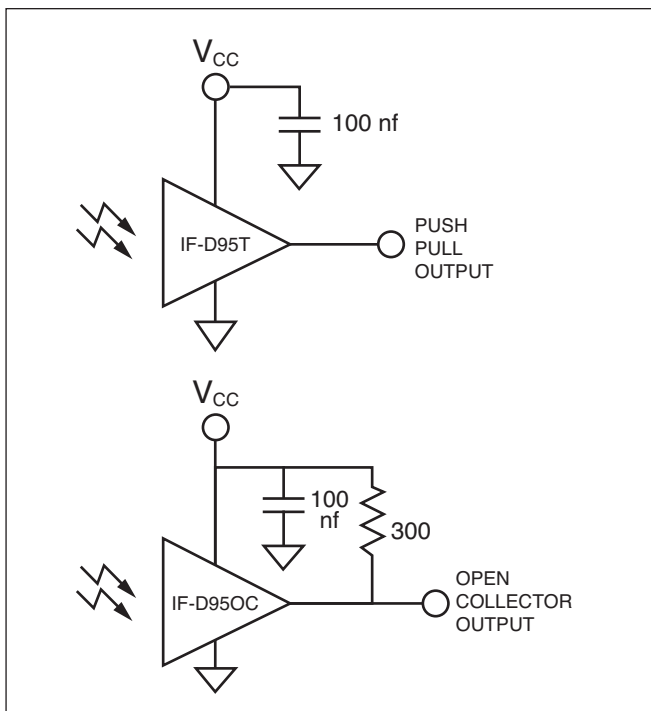 VCC
100 nf
IF-D95T
PUSH
PULL
OUTPUT
VCC
100
nf
300
IF-D95OC
OPEN
COLLECTOR
OUTPUT